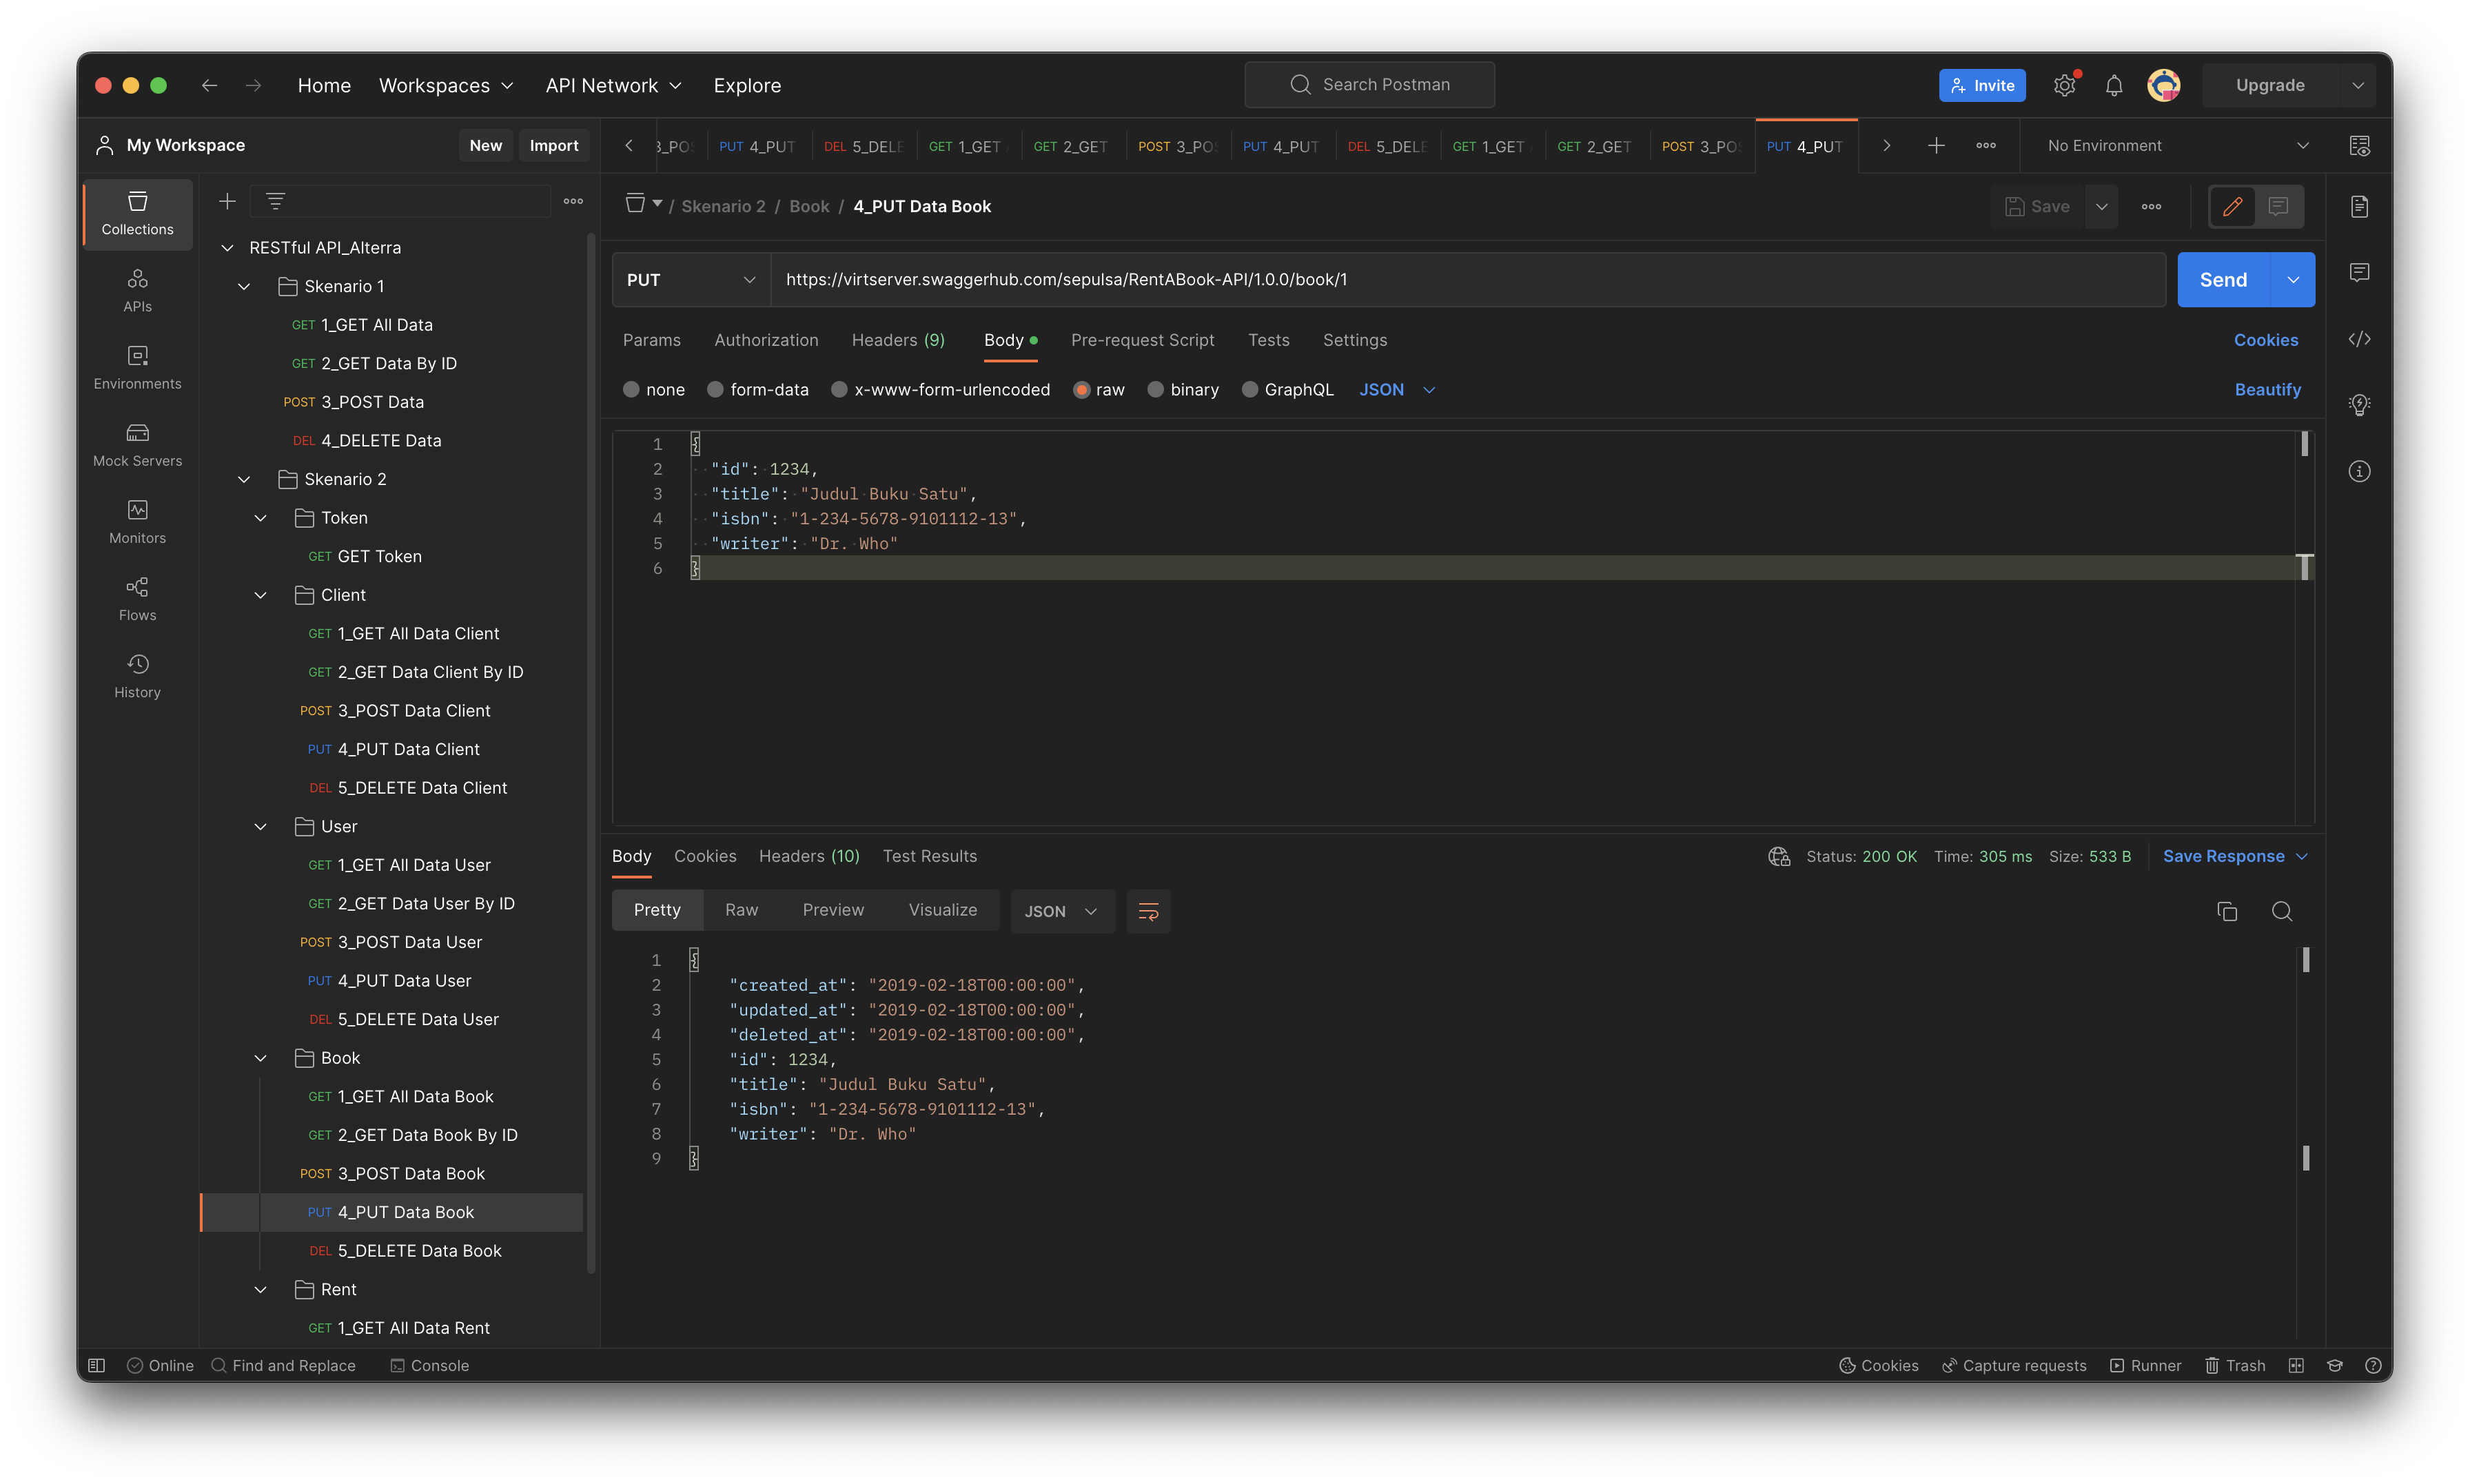 Home Workspaces API Network Explore Search Postman Invite Upgrade
My Workspace New Import
PUT 4_PUT DEL 5_DELE GET 1_GET GET 2_GET POST 3_PO PUT 4_PUT DEL 5_DELE GET 1_GET GET 2_GET POST 3_PO PUT 4_PUT No Environment
Collections
APIs
Environments
Mock Servers
Monitors
Flows
History
RESTful API_Alterra
Skenario 1
GET 1_GET All Data
GET 2_GET Data By ID
POST 3_POST Data
DEL 4_DELETE Data
Skenario 2
Token
GET GET Token
Client
GET 1_GET All Data Client
GET 2_GET Data Client By ID
POST 3_POST Data Client
PUT 4_PUT Data Client
DEL 5_DELETE Data Client
User
GET 1_GET All Data User
GET 2_GET Data User By ID
POST 3_POST Data User
PUT 4_PUT Data User
DEL 5_DELETE Data User
Book
GET 1_GET All Data Book
GET 2_GET Data Book By ID
POST 3_POST Data Book
PUT 4_PUT Data Book
DEL 5_DELETE Data Book
Rent
GET 1_GET All Data Rent
/ Skenario 2 / Book / 4_PUT Data Book Save
PUT https://virtserver.swaggerhub.com/sepulsa/RentABook-API/1.0.0/book/1 Send
Params Authorization Headers (9) Body Pre-request Script Tests Settings Cookies
none form-data x-www-form-urlencoded raw binary GraphQL JSON Beautify
1 {
2 "id": 1234,
3 "title": "Judul Buku Satu",
4 "isbn": "1-234-5678-9101112-13",
5 "writer": "Dr. Who"
6 }
Body Cookies Headers (10) Test Results Status: 200 OK Time: 305 ms Size: 533 B Save Response
Pretty Raw Preview Visualize JSON
1 {
2 "created_at": "2019-02-18T00:00:00",
3 "updated_at": "2019-02-18T00:00:00",
4 "deleted_at": "2019-02-18T00:00:00",
5 "id": 1234,
6 "title": "Judul Buku Satu",
7 "isbn": "1-234-5678-9101112-13",
8 "writer": "Dr. Who"
9 }
Online Find and Replace Console Cookies Capture requests Runner Trash